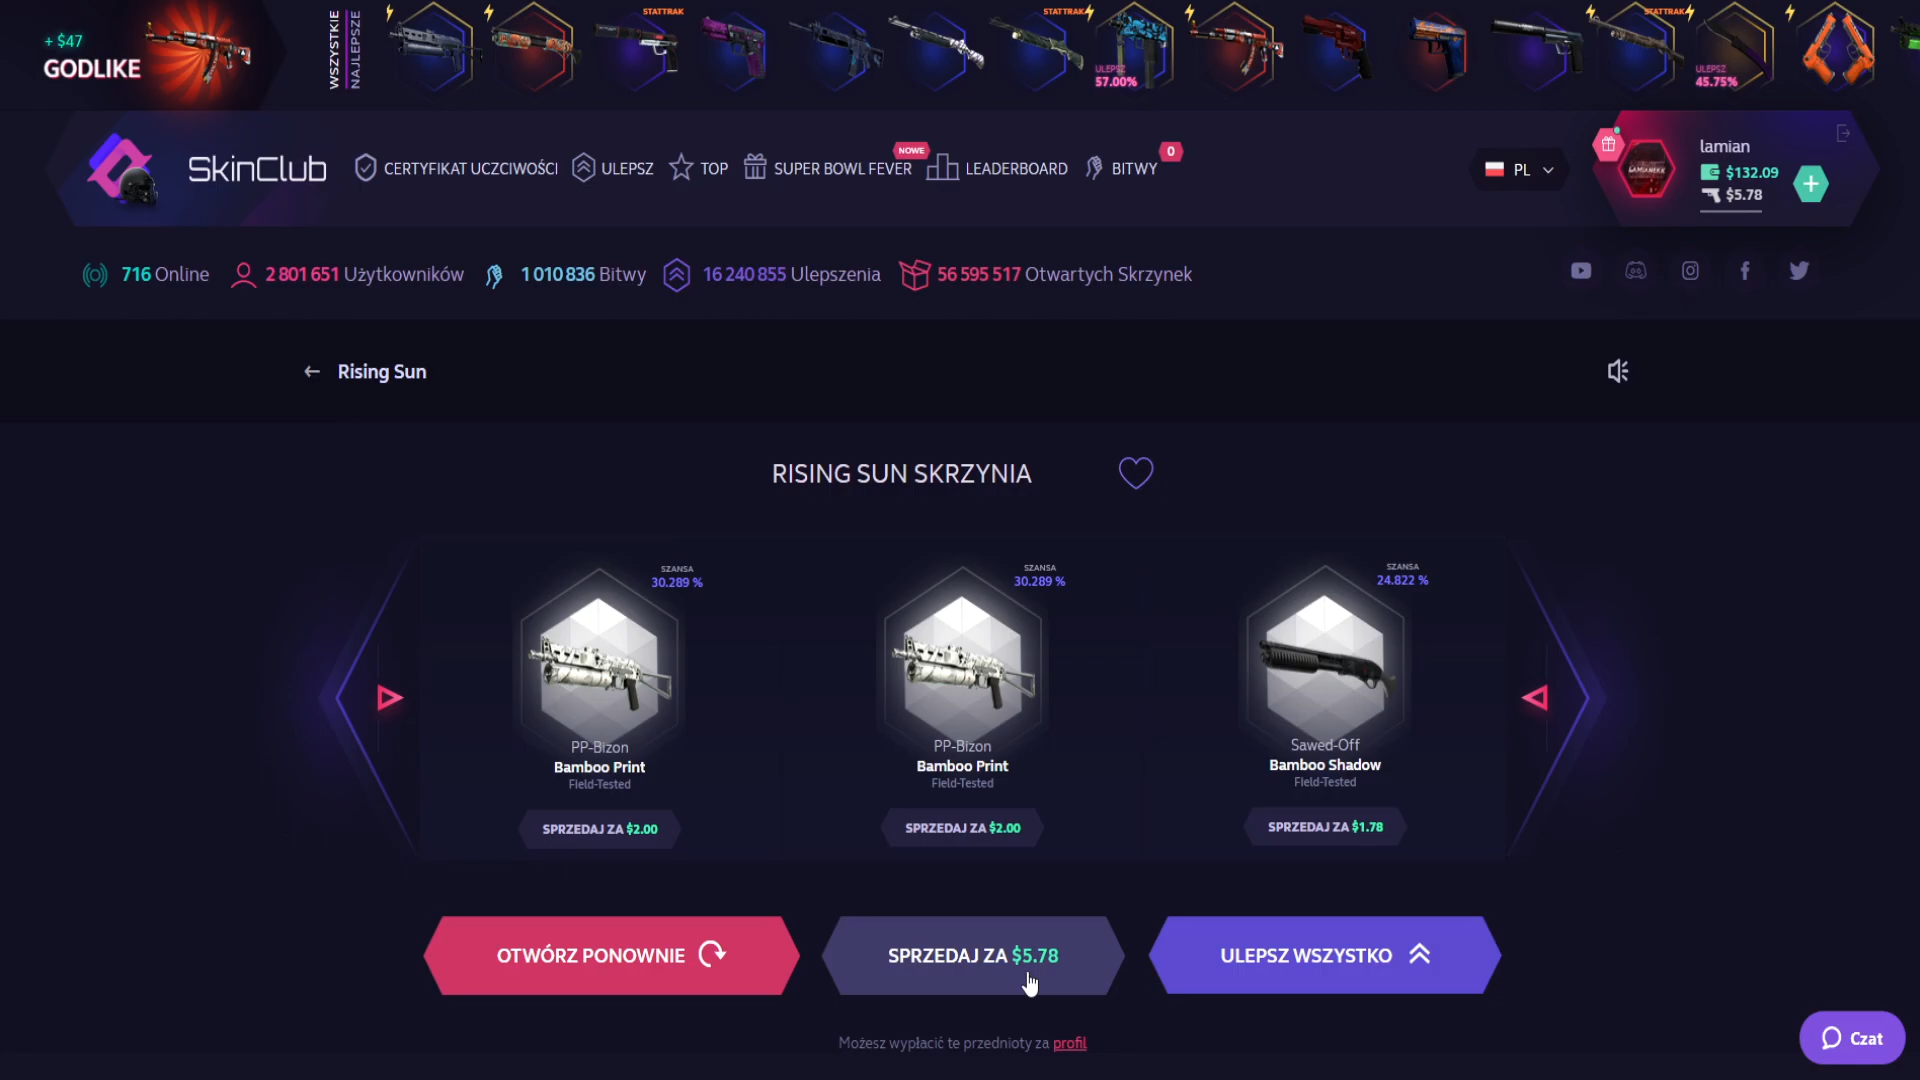 + $47
GODLIKE
WSZYSTKIE
NAJLEPSZE
STATTRAK
STATTRAK
ULEPSZ
57.00%
STATTRAK
ULEPSZ
45.75%
SkinClub
CERTYFIKAT UCZCIWOŚCI
ULEPSZ
TOP
SUPER BOWL FEVER
NOWE
LEADERBOARD
BITWY
0
PL
lamian
$132.09
$5.78
716 Online
2 801 651 Użytkowników
1 010 836 Bitwy
16 240 855 Ulepszenia
56 595 517 Otwartych Skrzynek
Rising Sun
RISING SUN SKRZYNIA
SZANSA
30.289 %
PP-Bizon
Bamboo Print
Field-Tested
SPRZEDAJ ZA $2.00
SZANSA
30.289 %
PP-Bizon
Bamboo Print
Field-Tested
SPRZEDAJ ZA $2.00
SZANSA
24.822 %
Sawed-Off
Bamboo Shadow
Field-Tested
SPRZEDAJ ZA $1.78
OTWÓRZ PONOWNIE
SPRZEDAJ ZA $5.78
ULEPSZ WSZYSTKO
Możesz wypłacić te przednioty za profil
Czat